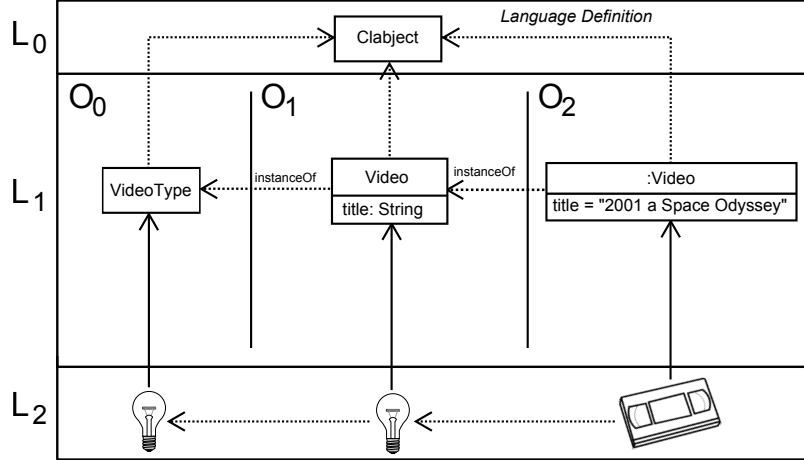 L0
Language Definition
Clabject
O0
O1
O2
L1
VideoType
instanceOf
Video
title: String
instanceOf
:Video
title = "2001 a Space Odyssey"
L2